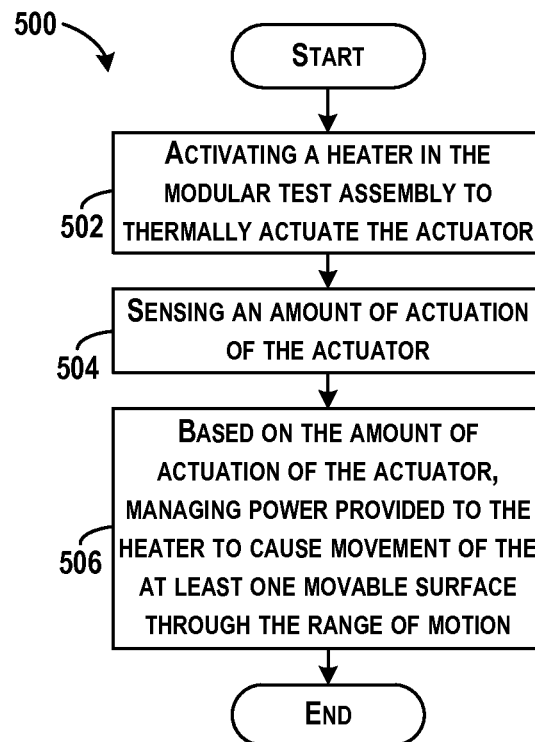 500
START
ACTIVATING A HEATER IN THE
MODULAR TEST ASSEMBLY TO
THERMALLY ACTUATE THE ACTUATOR
502
SENSING AN AMOUNT OF ACTUATION
OF THE ACTUATOR
504
BASED ON THE AMOUNT OF
ACTUATION OF THE ACTUATOR,
MANAGING POWER PROVIDED TO THE
HEATER TO CAUSE MOVEMENT OF THE
AT LEAST ONE MOVABLE SURFACE
THROUGH THE RANGE OF MOTION
506
END